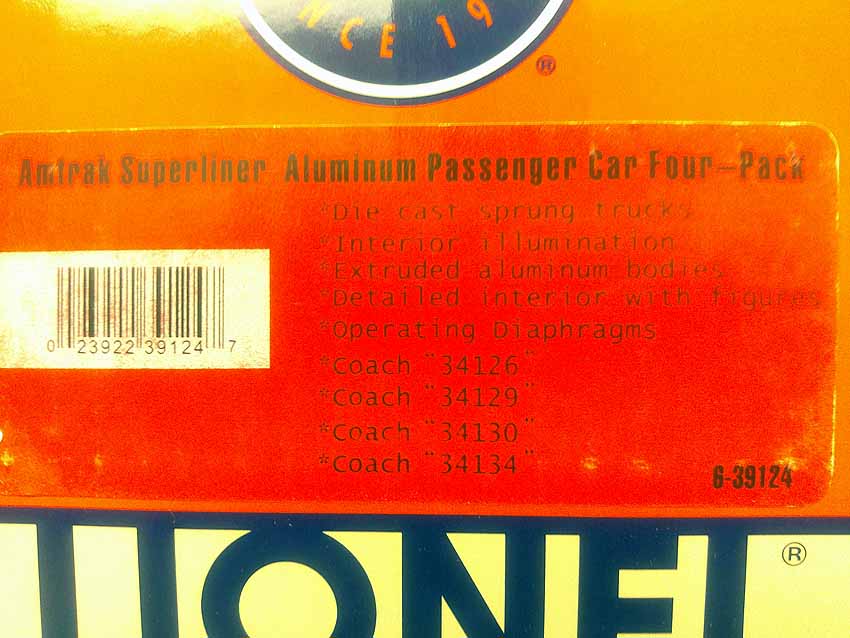 NCE 19
®
Amtrak Superliner Aluminum Passenger Car Four-Pack
*Die cast sprung trucks
*Interior illumination
*Extruded aluminum bodies
*Detailed interior with figures
*Operating Diaphragms
*Coach "34126"
*Coach "34129"
*Coach "34130"
*Coach "34134"
0 23922 39124 7
6-39124
LIONEL ®